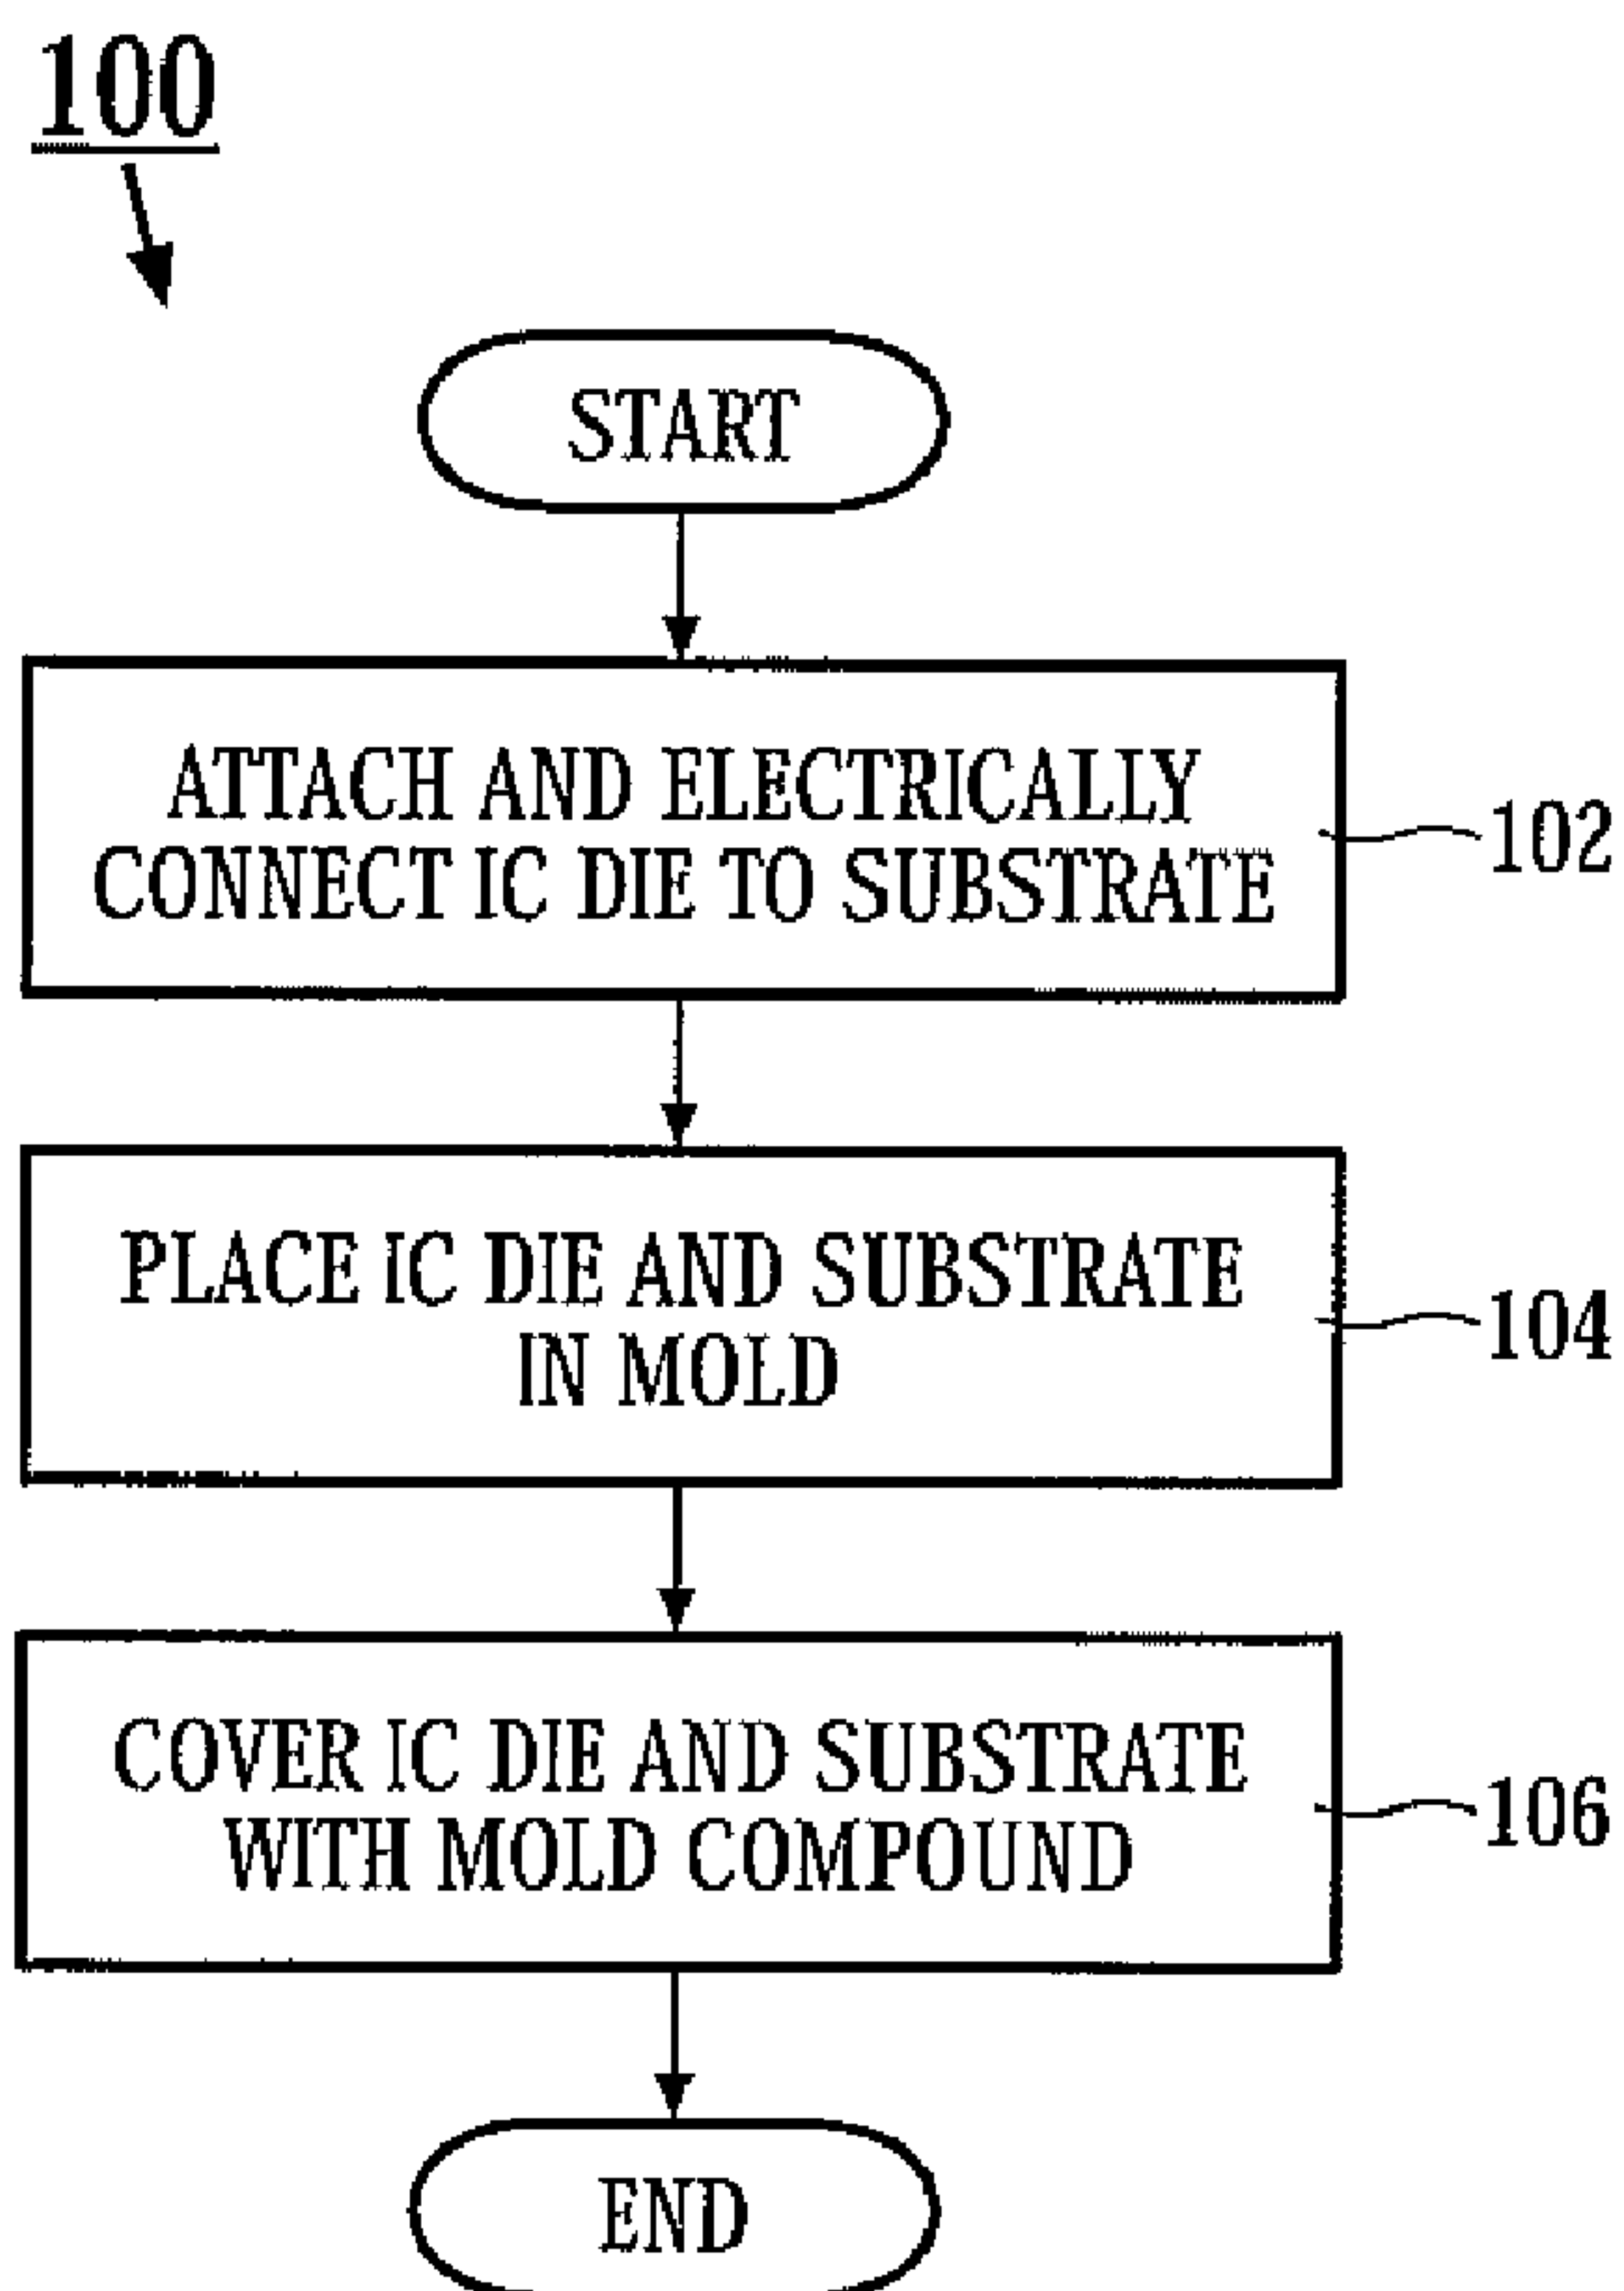 100
START
ATTACH AND ELECTRICALLY
CONNECT IC DIE TO SUBSTRATE
102
PLACE IC DIE AND SUBSTRATE
IN MOLD
104
COVER IC DIE AND SUBSTRATE
WITH MOLD COMPOUND
106
END